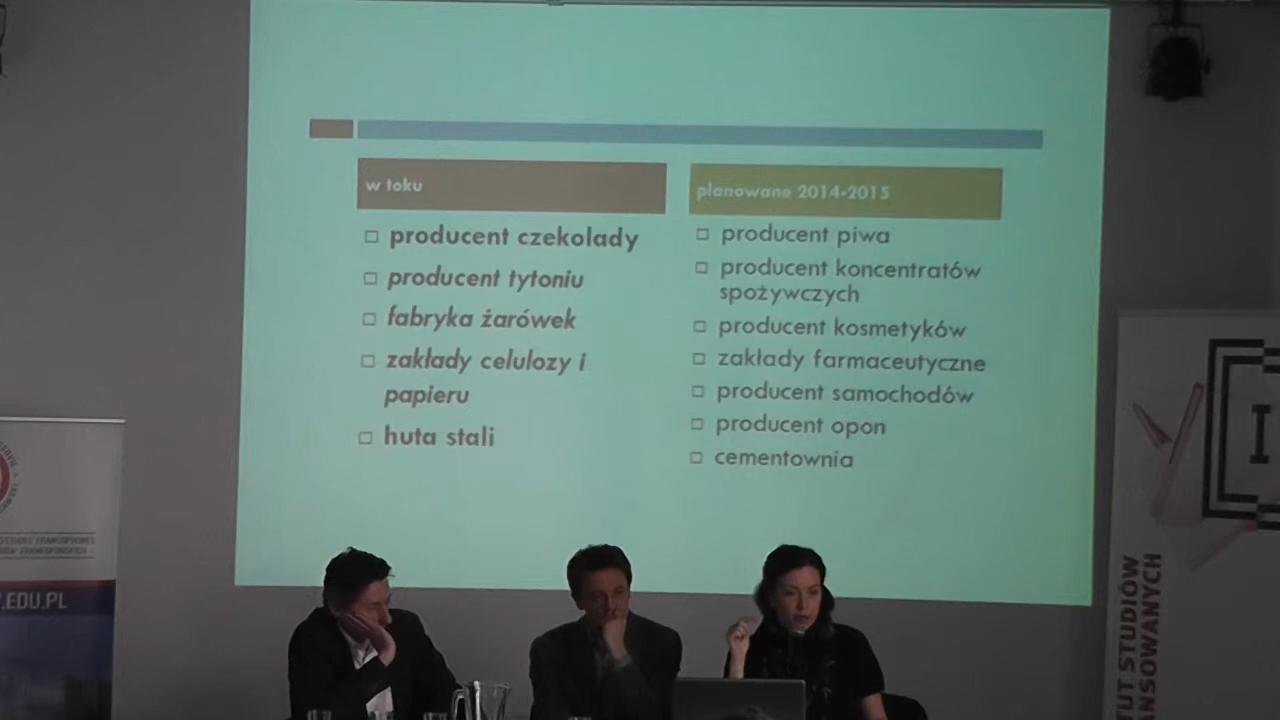 w toku
producent czekolady
producent tytoniu
fabryka żarówek
zakłady celulozy i
papieru
huta stali
planowane 2014-2015
producent piwa
producent koncentratów
spożywczych
producent kosmetyków
zakłady farmaceutyczne
producent samochodów
producent opon
cementownia
.EDU.PL
TUT STUDIÓW
NSOWANYCH